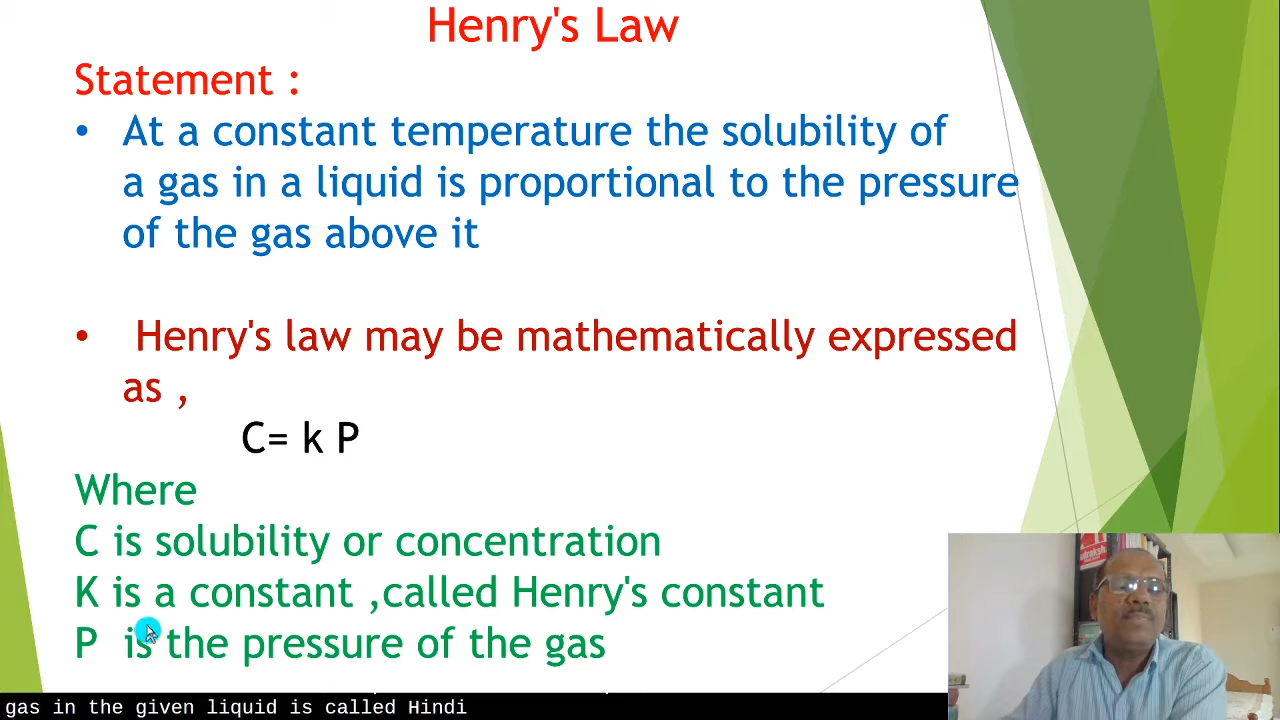 Henry's Law
Statement :
• At a constant temperature the solubility of
a gas in a liquid is proportional to the pressure
of the gas above it
• Henry's law may be mathematically expressed
as ,
C= k P
Where
C is solubility or concentration
K is a constant ,called Henry's constant
P is the pressure of the gas
gas in the given liquid is called Hindi